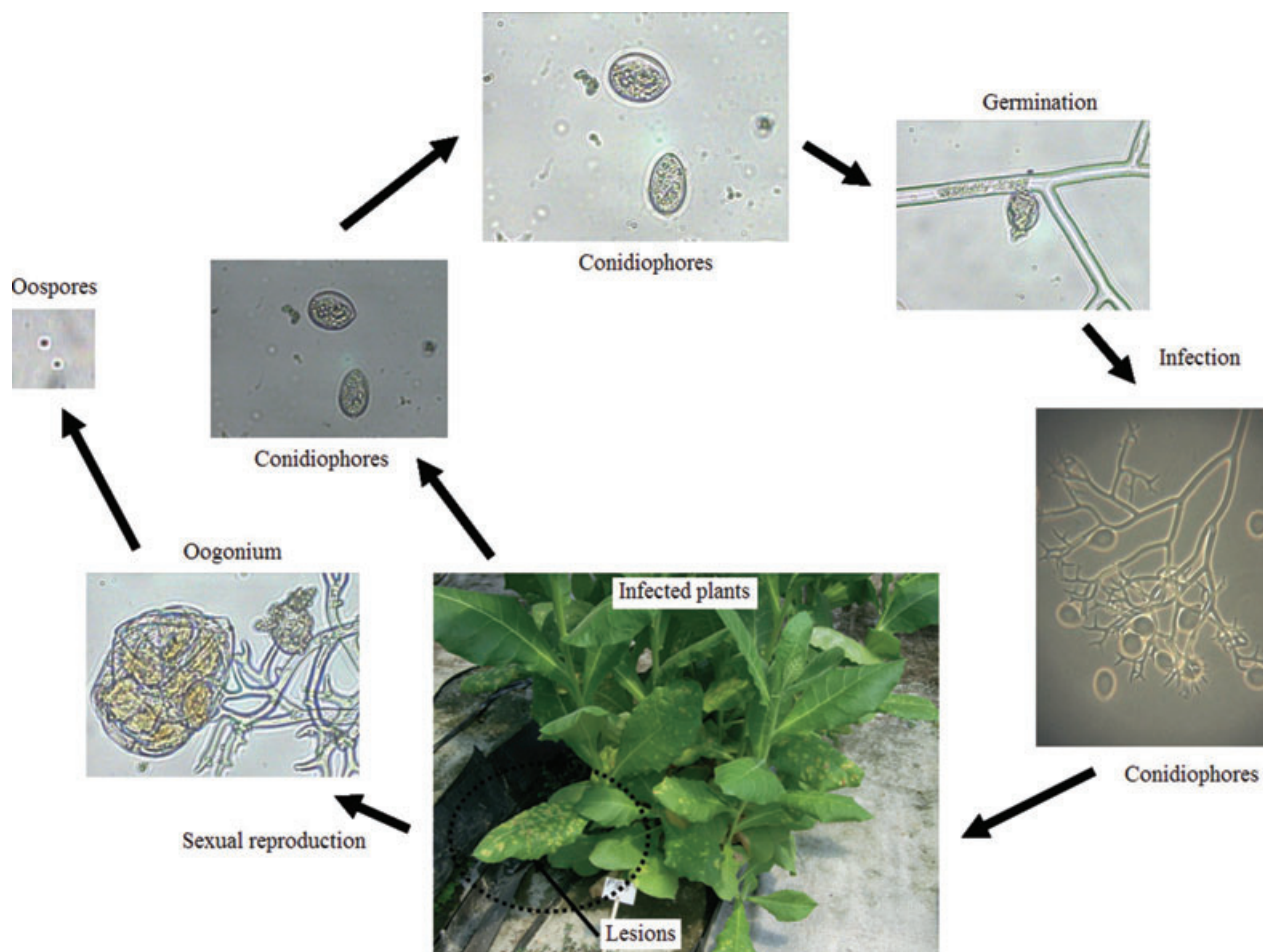 Germination
Conidiophores
Oospores
Infection
Conidiophores
Oogonium
Infected plants
Conidiophores
Sexual reproduction
Lesions